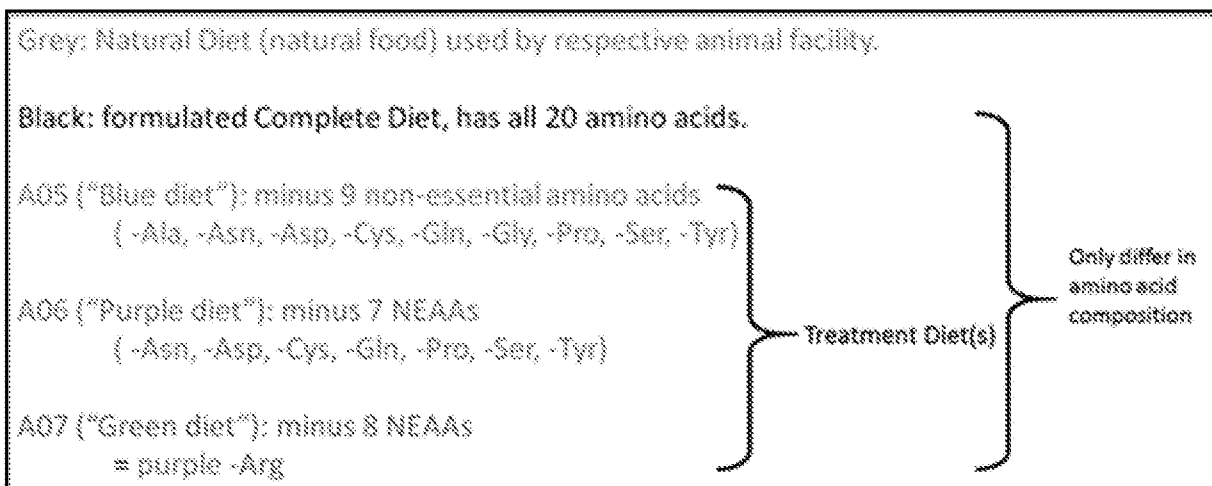 Grey: Natural Diet (natural food) used by respective animal facility.
Black: formulated Complete Diet, has all 20 amino acids.
A05 ("Blue diet"): minus 9 non-essential amino acids
( -Ala, -Asn, -Asp, -Cys, -Gln, -Gly, -Pro, -Ser, -Tyr)
A06 ("Purple diet"): minus 7 NEAAs
( -Asn, -Asp, -Cys, -Gln, -Pro, -Ser, -Tyr)
A07 ("Green diet"): minus 8 NEAAs
= purple -Arg
Treatment Diet(s)
Only differ in
amino acid
composition